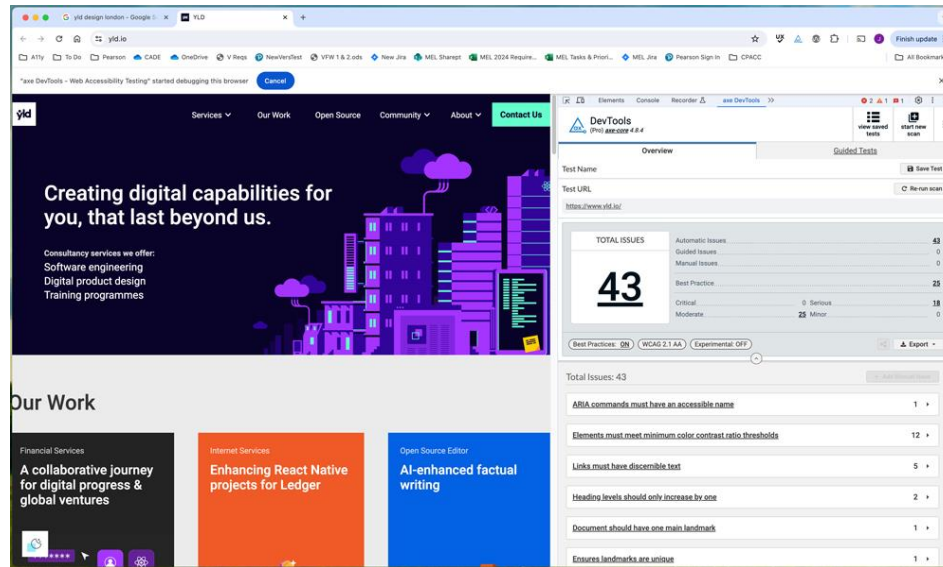 yld design london - Google S
YLD
yld.io
Finish update
A11y
To Do
Pearson
CADE
OneDrive
V Reqs
NewVersTest
VFW 1 & 2.ods
New Jira
MEL Sharept
MEL 2024 Require...
MEL Tasks & Priori...
MEL Jira
Pearson Sign In
CPACC
All Bookmark
"axe DevTools - Web Accessibility Testing" started debugging this browser
Cancel
ýld
Services
Our Work
Open Source
Community
About
Contact Us
Creating digital capabilities for
you, that last beyond us.
Consultancy services we offer:
Software engineering
Digital product design
Training programmes
Our Work
Financial Services
A collaborative journey
for digital progress &
global ventures
Internet Services
Enhancing React Native
projects for Ledger
Open Source Editor
AI-enhanced factual
writing
Elements
Console
Recorder
axe DevTools
2
1
1
DevTools
(Pro) axe-core 4.8.4
view saved
tests
start new
scan
Overview
Guided Tests
Test Name
Save Test
Test URL
Re-run scan
https://www.yld.io/
TOTAL ISSUES
43
Automatic Issues 43
Guided Issues 0
Manual Issues 0
Best Practice 25
Critical 0 Serious 18
Moderate 25 Minor 0
Best Practices: ON
WCAG 2.1 AA
Experimental: OFF
Export
Total Issues: 43
ARIA commands must have an accessible name 1
Elements must meet minimum color contrast ratio thresholds 12
Links must have discernible text 5
Heading levels should only increase by one 2
Document should have one main landmark 1
Ensures landmarks are unique 1